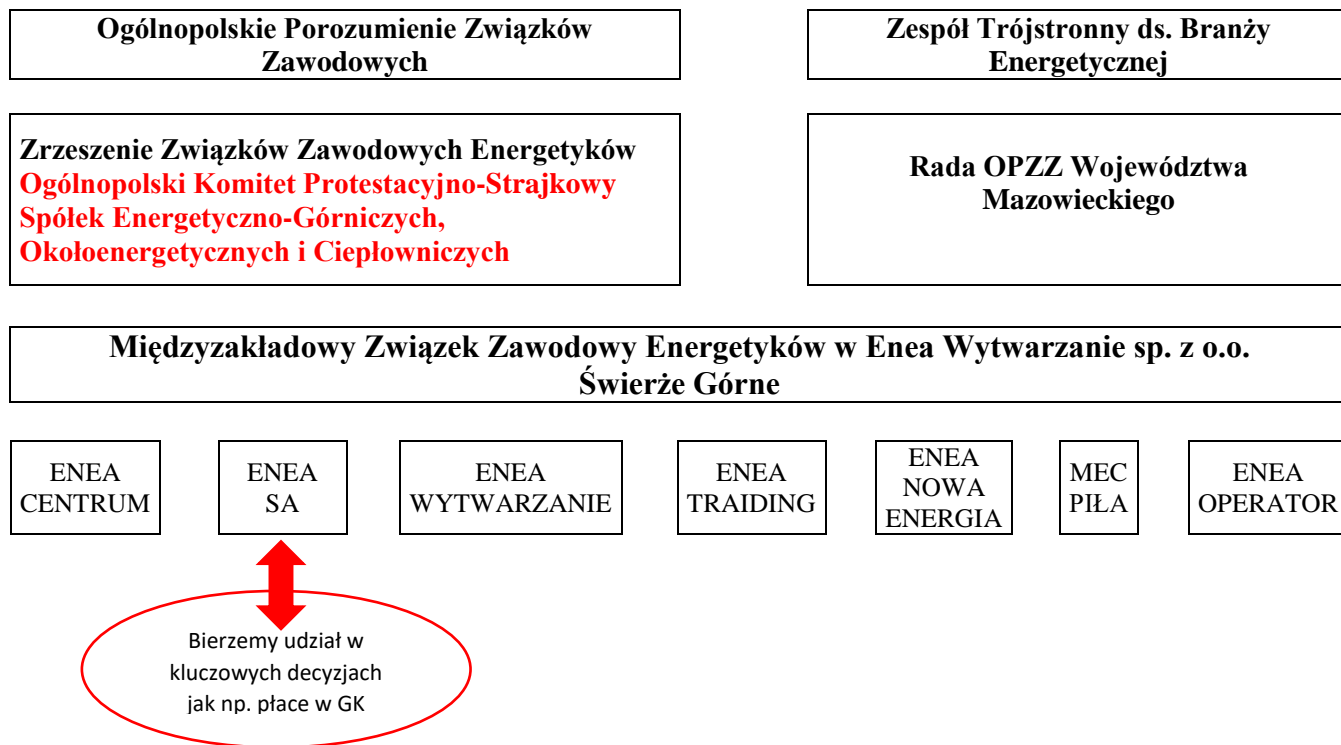 Ogólnopolskie Porozumienie Związków
Zawodowych
Zespół Trójstronny ds. Branży
Energetycznej
Zrzeszenie Związków Zawodowych Energetyków
Ogólnopolski Komitet Protestacyjno-Strajkowy
Spółek Energetyczno-Górniczych,
Okołoenergetycznych i Ciepłowniczych
Rada OPZZ Województwa
Mazowieckiego
Międzyzakładowy Związek Zawodowy Energetyków w Enea Wytwarzanie sp. z o.o.
Świerże Górne
ENEA
CENTRUM
ENEA
SA
ENEA
WYTWARZANIE
ENEA
TRAIDING
ENEA
NOWA
ENERGIA
MEC
PIŁA
ENEA
OPERATOR
Bierzemy udział w
kluczowych decyzjach
jak np. płace w GK